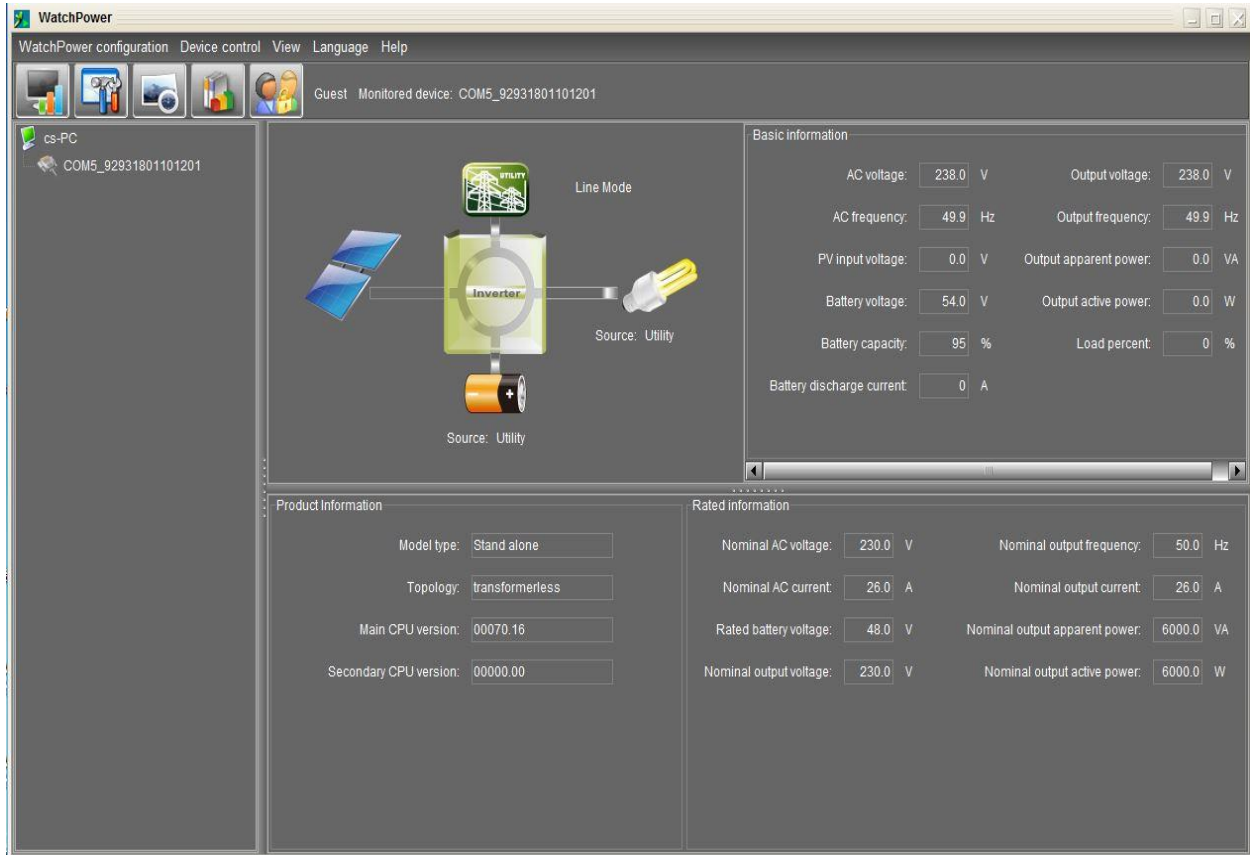 WatchPower
WatchPower configuration Device control View Language Help
Guest Monitored device: COM5_92931801101201
cs-PC
COM5_92931801101201
UTILITY
Line Mode
Inverter
Source: Utility
Source: Utility
Basic information
AC voltage: 238.0 V Output voltage: 238.0 V
AC frequency: 49.9 Hz Output frequency: 49.9 Hz
PV input voltage: 0.0 V Output apparent power: 0.0 VA
Battery voltage: 54.0 V Output active power: 0.0 W
Battery capacity: 95 % Load percent: 0 %
Battery discharge current: 0 A
Product Information
Model type: Stand alone
Topology: transformerless
Main CPU version: 00070.16
Secondary CPU version: 00000.00
Rated information
Nominal AC voltage: 230.0 V Nominal output frequency: 50.0 Hz
Nominal AC current: 26.0 A Nominal output current: 26.0 A
Rated battery voltage: 48.0 V Nominal output apparent power: 6000.0 VA
Nominal output voltage: 230.0 V Nominal output active power: 6000.0 W